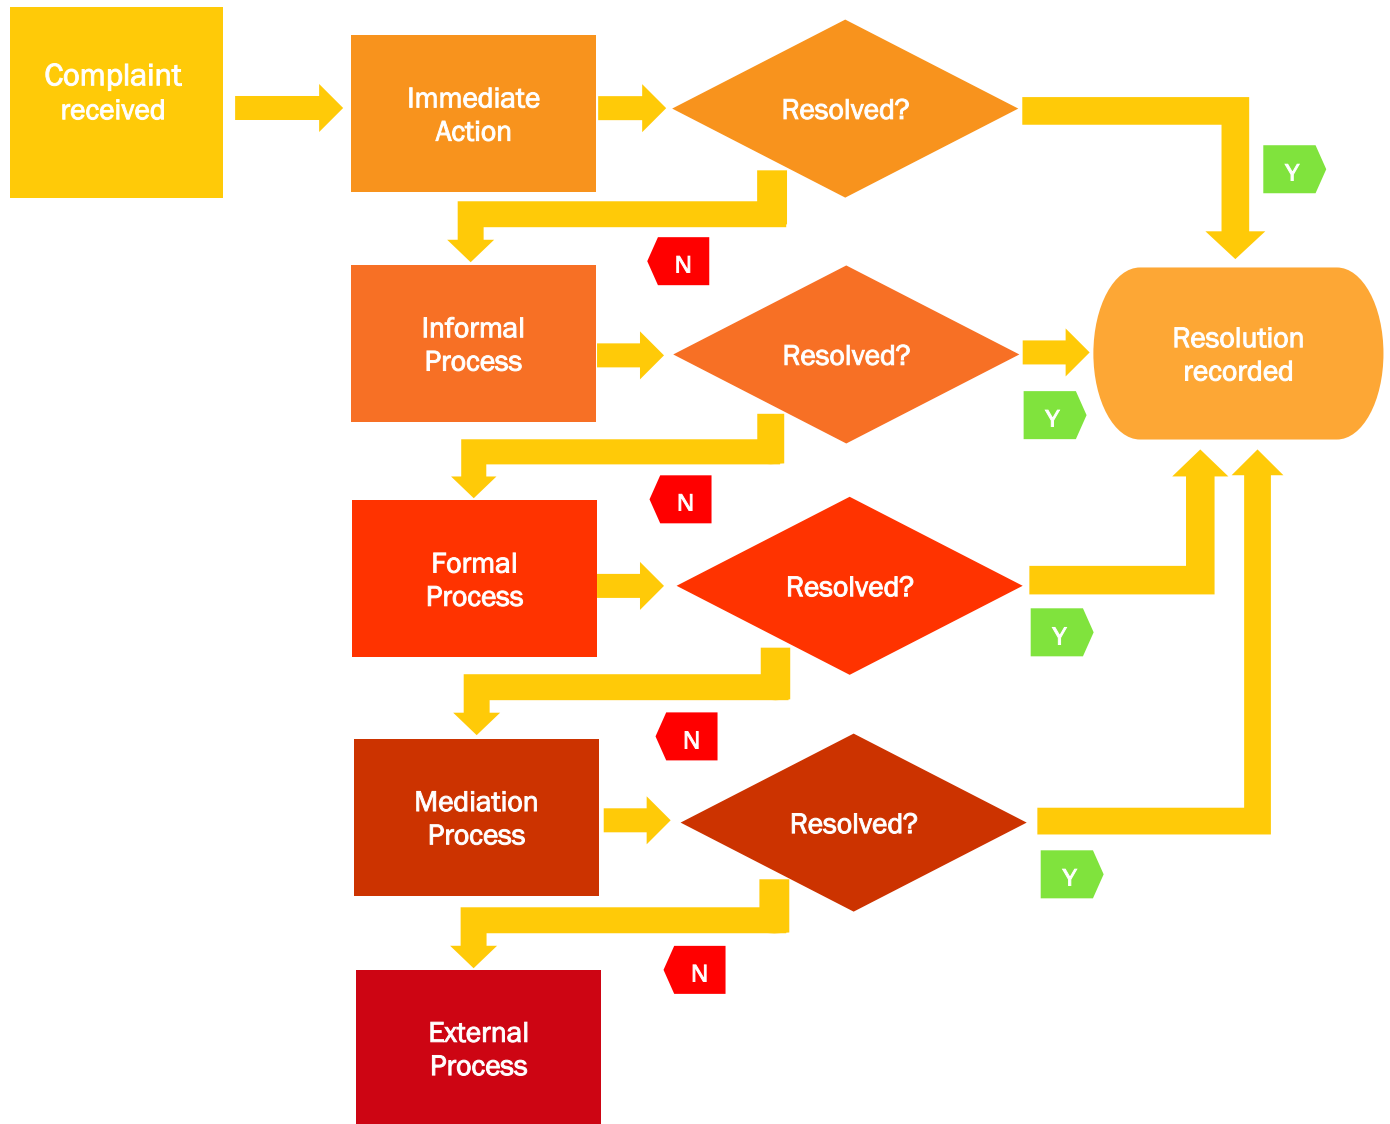 Complaint
received
Immediate
Action
Resolved?
Y
N
Informal
Process
Resolved?
Y
Resolution
recorded
N
Formal
Process
Resolved?
Y
N
Mediation
Process
Resolved?
Y
N
External
Process